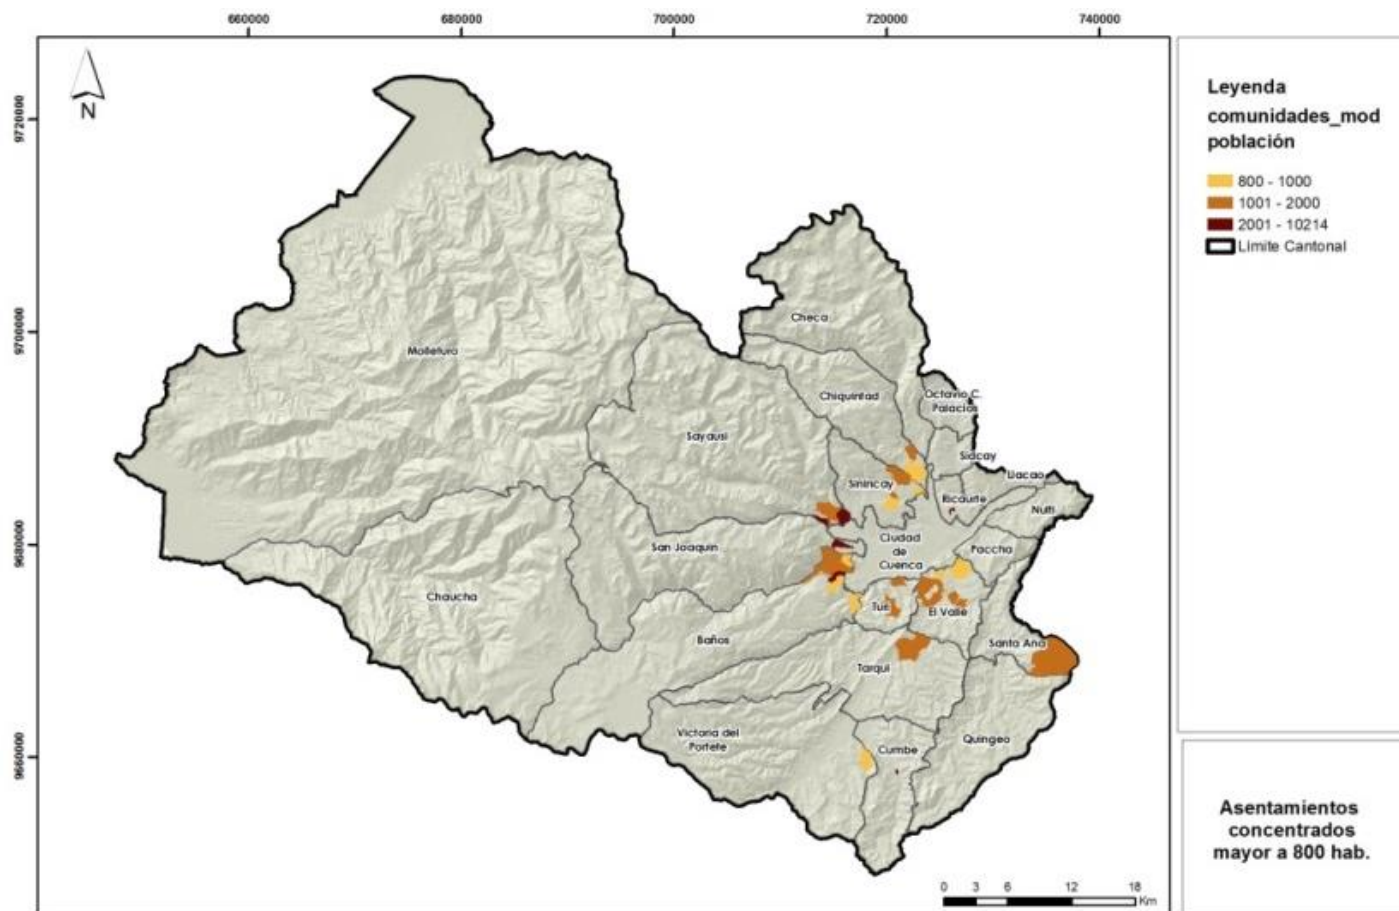 660000
680000
700000
720000
740000
9720000
9700000
9680000
9660000
N
Checa
Molleturo
Chiquintad
Octavio C.
Palacios
Sayausi
Sidcay
Llacao
Sinincay
Ricaurte
Nulti
Ciudad
de
Cuenca
San Joaquin
Paccha
Chaucha
Turi
El Valle
Baños
Santa Ana
Tarqui
Victoria del
Portete
Cumbe
Quingeo
0 3 6 12 18
Km
Leyenda
comunidades_mod
población
800 - 1000
1001 - 2000
2001 - 10214
Límite Cantonal
Asentamientos
concentrados
mayor a 800 hab.